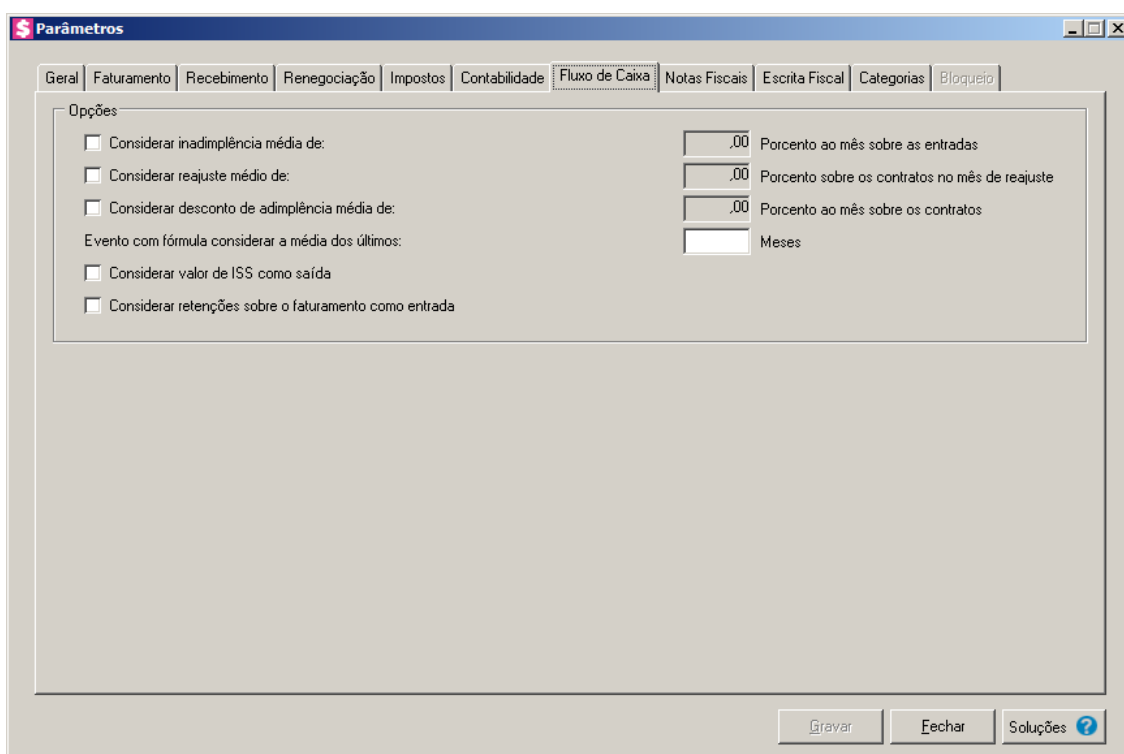 $ Parâmetros
Geral Faturamento Recebimento Renegociação Impostos Contabilidade Fluxo de Caixa Notas Fiscais Escrita Fiscal Categorias Bloqueio
Opções
Considerar inadimplência média de: ,00 Porcento ao mês sobre as entradas
Considerar reajuste médio de: ,00 Porcento sobre os contratos no mês de reajuste
Considerar desconto de adimplência média de: ,00 Porcento ao mês sobre os contratos
Evento com fórmula considerar a média dos últimos: Meses
Considerar valor de ISS como saída
Considerar retenções sobre o faturamento como entrada
Gravar Fechar Soluções ?